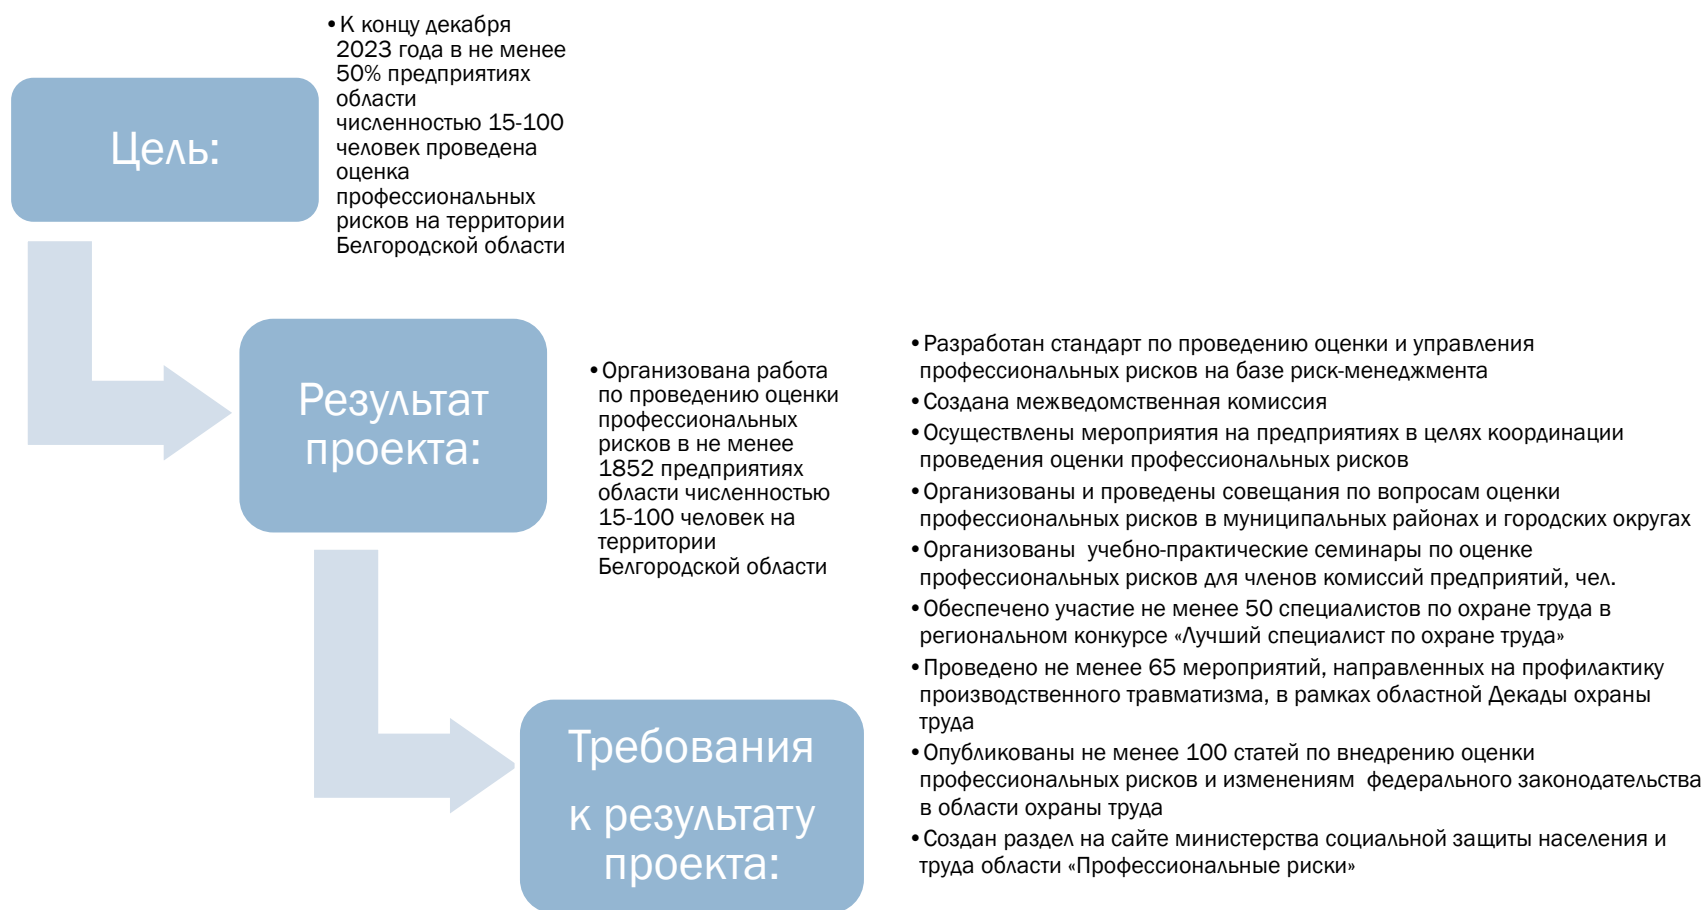 Цель:
•К концу декабря
2023 года в не менее
50% предприятиях
области
численностью 15-100
человек проведена
оценка
профессиональных
рисков на территории
Белгородской области
Результат
проекта:
•Организована работа
по проведению оценки
профессиональных
рисков в не менее
1852 предприятиях
области численностью
15-100 человек на
территории
Белгородской области
Требования
к результату
проекта:
•Разработан стандарт по проведению оценки и управления
профессиональных рисков на базе риск-менеджмента
•Создана межведомственная комиссия
•Осуществлены мероприятия на предприятиях в целях координации
проведения оценки профессиональных рисков
•Организованы и проведены совещания по вопросам оценки
профессиональных рисков в муниципальных районах и городских округах
•Организованы учебно-практические семинары по оценке
профессиональных рисков для членов комиссий предприятий, чел.
•Обеспечено участие не менее 50 специалистов по охране труда в
региональном конкурсе «Лучший специалист по охране труда»
•Проведено не менее 65 мероприятий, направленных на профилактику
производственного травматизма, в рамках областной Декады охраны
труда
•Опубликованы не менее 100 статей по внедрению оценки
профессиональных рисков и изменениям федерального законодательства
в области охраны труда
•Создан раздел на сайте министерства социальной защиты населения и
труда области «Профессиональные риски»